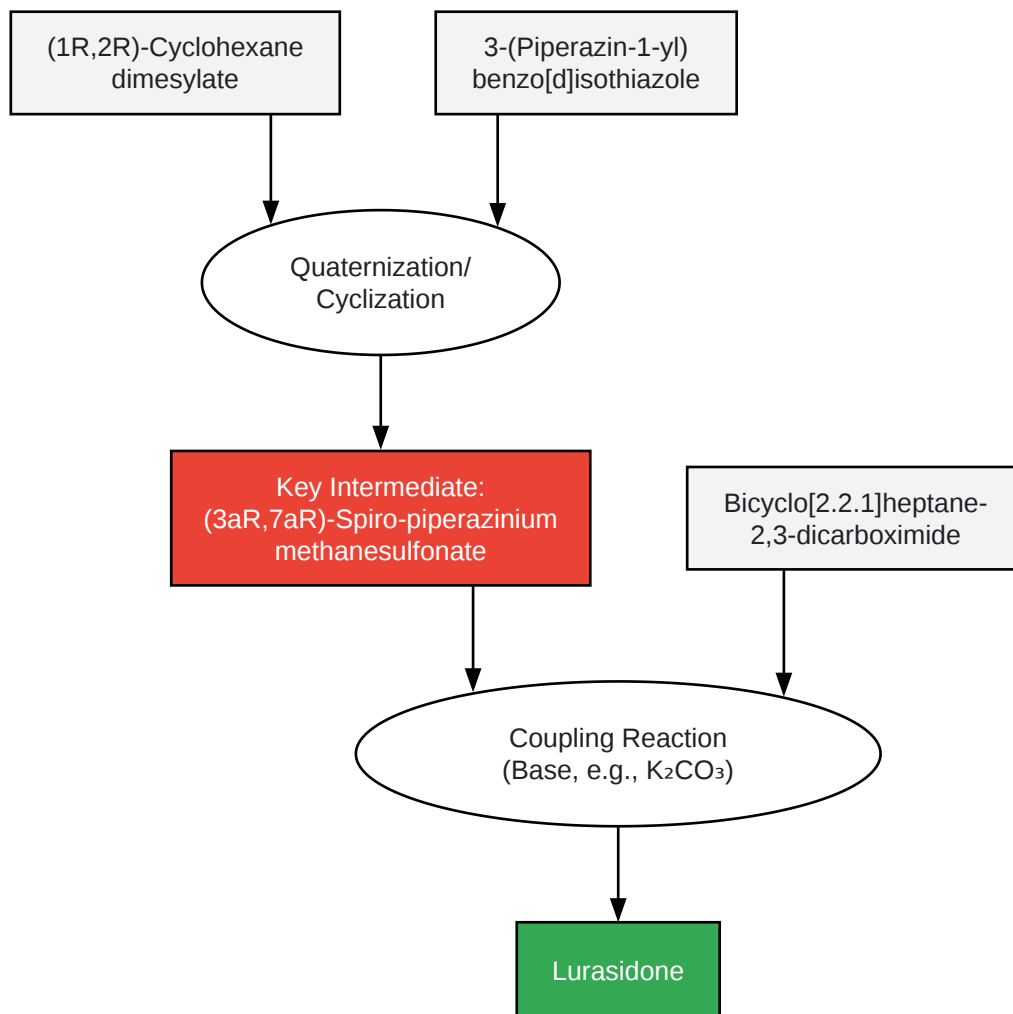 (1R,2R)-Cyclohexane
dimesylate
3-(Piperazin-1-yl)
benzo[d]isothiazole
Quaternization/
Cyclization
Key Intermediate:
(3aR,7aR)-Spiro-piperazinium
methanesulfonate
Bicyclo[2.2.1]heptane-
2,3-dicarboximide
Coupling Reaction
(Base, e.g., K₂CO₃)
Lurasidone